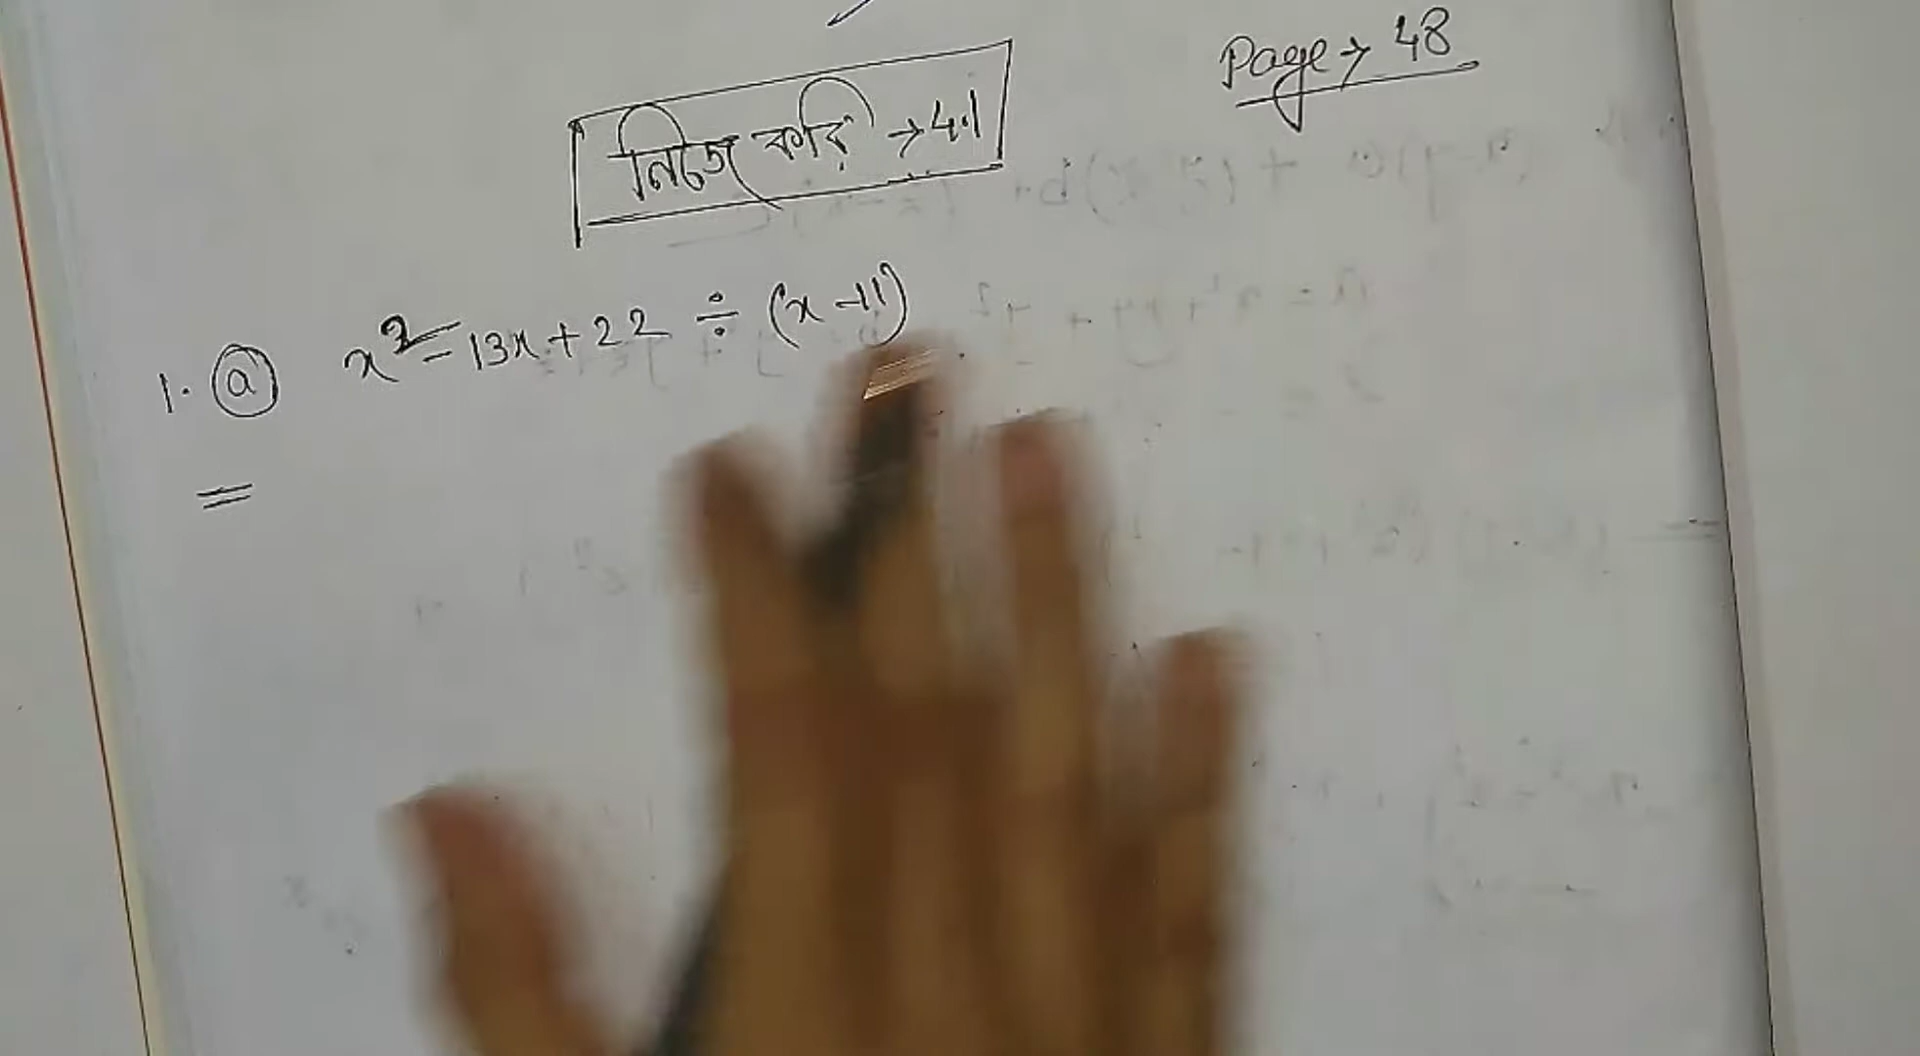 Page → 48
নিজে করি → 4.1
1. (a) x² - 13x + 22 ÷ (x - 11)
=